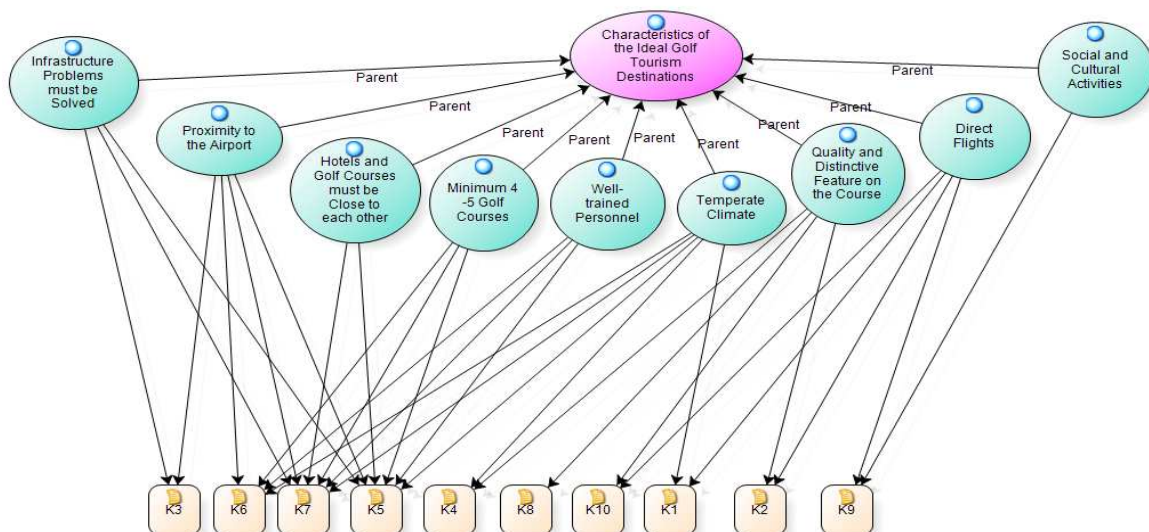 Infrastructure
Problems
must be
Solved
Parent
Characteristics of
the Ideal Golf
Tourism
Destinations
Social and
Cultural
Activities
Parent
Proximity to
the Airport
Parent
Hotels and
Golf Courses
must be
Close to
each other
Parent
Minimum 4
-5 Golf
Courses
Parent
Well-
trained
Personnel
Parent
Temperate
Climate
Parent
Quality and
Distinctive
Feature on
the Course
Parent
Direct
Flights
Parent
Parent
K3
K6
K7
K5
K4
K8
K10
K1
K2
K9